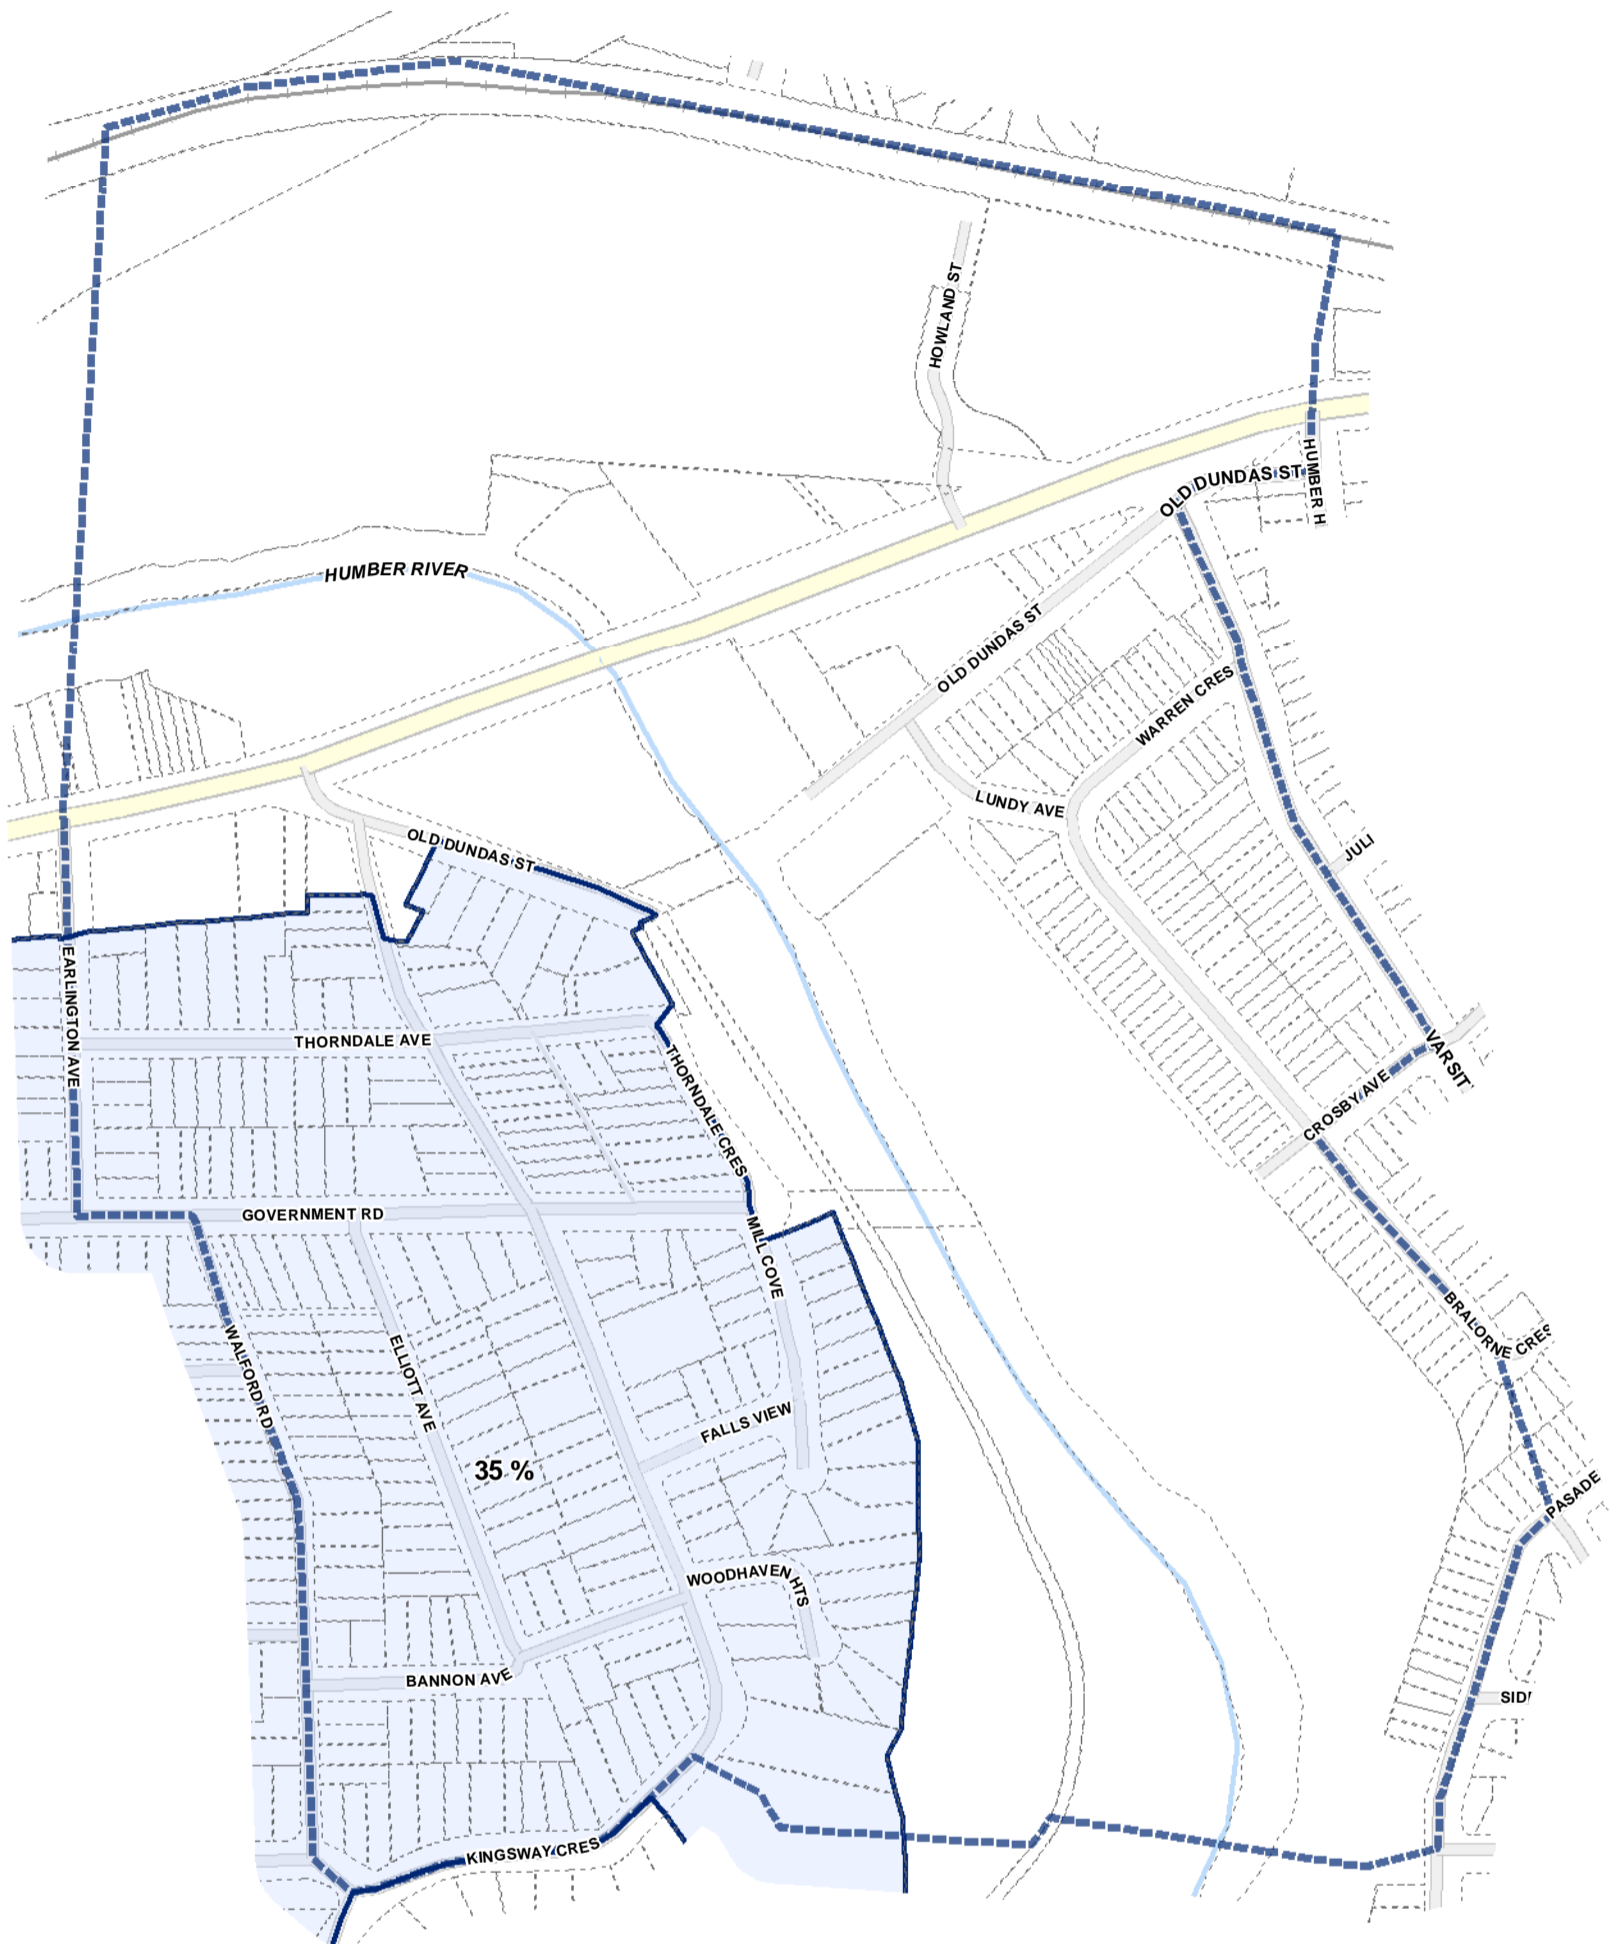 HOWLAND ST
HUMBER H
OLD DUNDAS ST
HUMBER RIVER
OLD DUNDAS ST
WARREN CRES
LUNDY AVE
OLD DUNDAS ST
JULI
EARLINGTON AVE
THORNDALE AVE
THORNDALE CRES
VARSIT
CROSBY AVE
GOVERNMENT RD
MILL COVE
BRALORNE CRES
WALFORD RD
ELLIOTT AVE
FALLS VIEW
35 %
PASADE
WOODHAVEN HTS
BANNON AVE
SIDI
KINGSWAY CRES